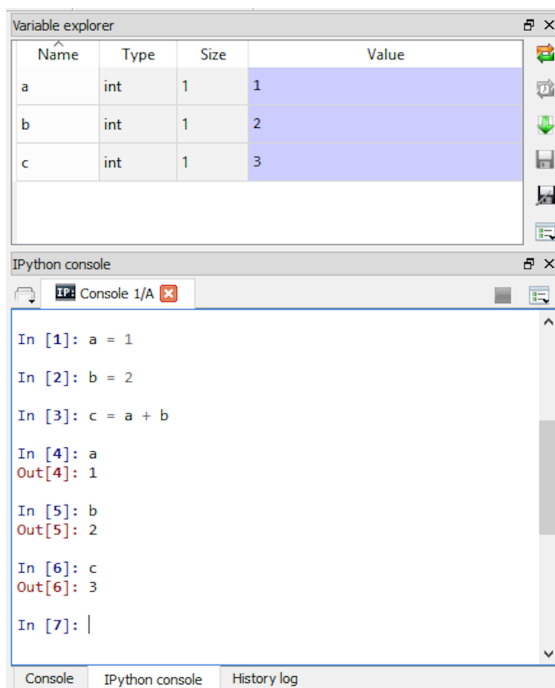 Variable explorer
Name Type Size Value
a int 1 1
b int 1 2
c int 1 3
IPython console
IP: Console 1/A
In [1]: a = 1
In [2]: b = 2
In [3]: c = a + b
In [4]: a
Out[4]: 1
In [5]: b
Out[5]: 2
In [6]: c
Out[6]: 3
In [7]:
Console IPython console History log